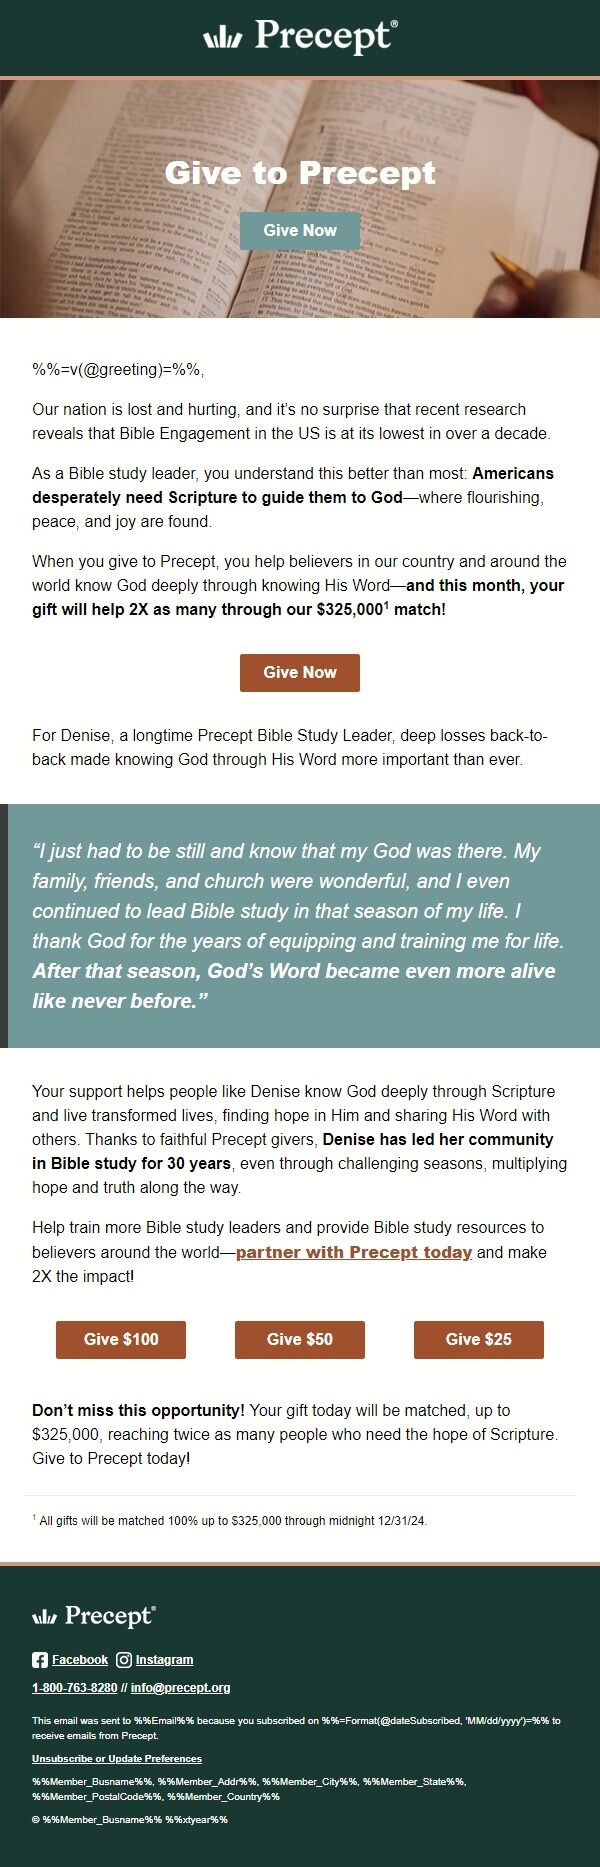 Precept®
Give to Precept
Give Now
%%=v(@greeting)=%%,
Our nation is lost and hurting, and it’s no surprise that recent research
reveals that Bible Engagement in the US is at its lowest in over a decade.
As a Bible study leader, you understand this better than most: Americans
desperately need Scripture to guide them to God—where flourishing,
peace, and joy are found.
When you give to Precept, you help believers in our country and around the
world know God deeply through knowing His Word—and this month, your
gift will help 2X as many through our $325,000¹ match!
Give Now
For Denise, a longtime Precept Bible Study Leader, deep losses back-to-
back made knowing God through His Word more important than ever.
“I just had to be still and know that my God was there. My
family, friends, and church were wonderful, and I even
continued to lead Bible study in that season of my life. I
thank God for the years of equipping and training me for life.
After that season, God’s Word became even more alive
like never before.”
Your support helps people like Denise know God deeply through Scripture
and live transformed lives, finding hope in Him and sharing His Word with
others. Thanks to faithful Precept givers, Denise has led her community
in Bible study for 30 years, even through challenging seasons, multiplying
hope and truth along the way.
Help train more Bible study leaders and provide Bible study resources to
believers around the world—partner with Precept today and make
2X the impact!
Give $100 Give $50 Give $25
Don’t miss this opportunity! Your gift today will be matched, up to
$325,000, reaching twice as many people who need the hope of Scripture.
Give to Precept today!
¹ All gifts will be matched 100% up to $325,000 through midnight 12/31/24.
Precept®
Facebook Instagram
1-800-763-8280 // info@precept.org
This email was sent to %%Email%% because you subscribed on %%=Format(@dateSubscribed, 'MM/dd/yyyy')=%% to
receive emails from Precept.
Unsubscribe or Update Preferences
%%Member_Busname%%, %%Member_Addr%%, %%Member_City%%, %%Member_State%%,
%%Member_PostalCode%%, %%Member_Country%%
© %%Member_Busname%% %%xtyear%%